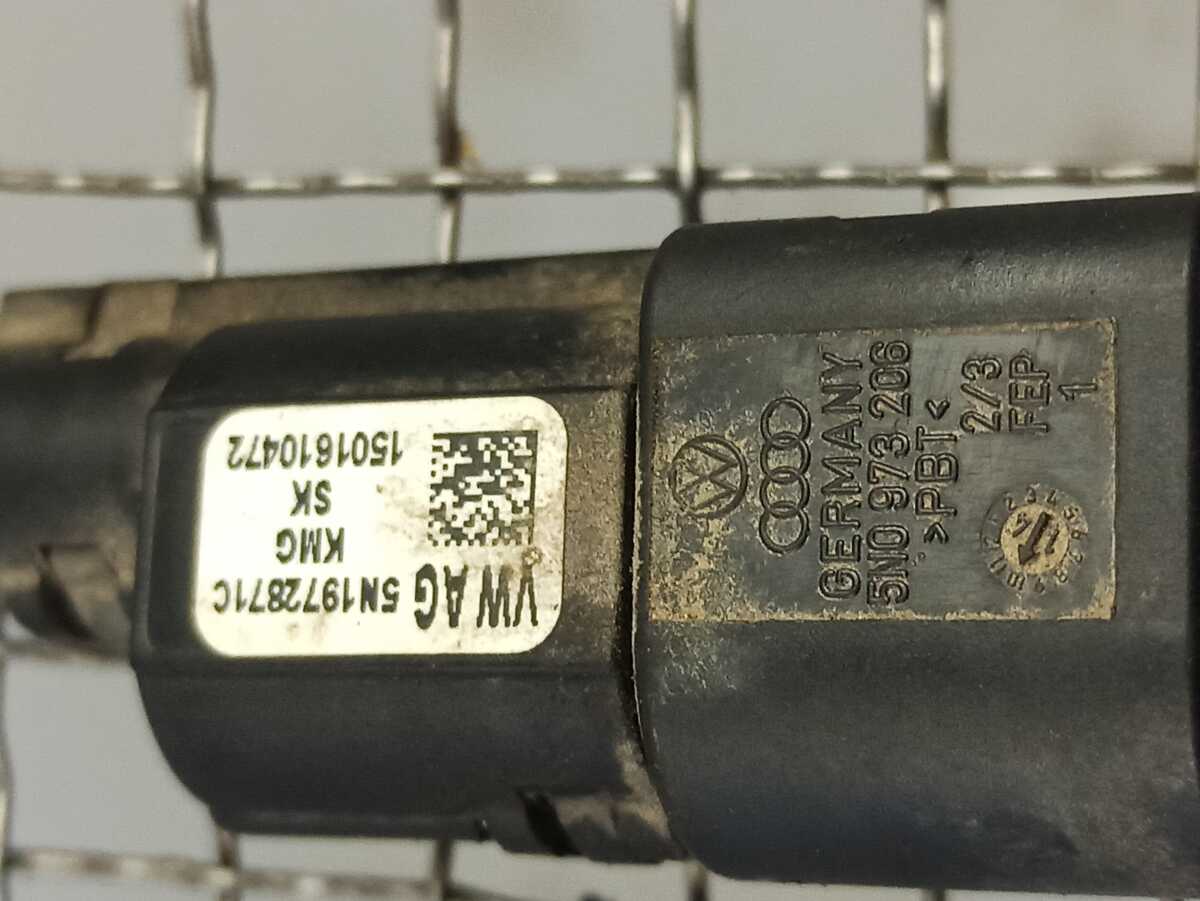 VW AG 5N1972871C
KMG
SK
1501610472
GERMANY
5N0 973 206
>PBT<
2/3
FEP
1